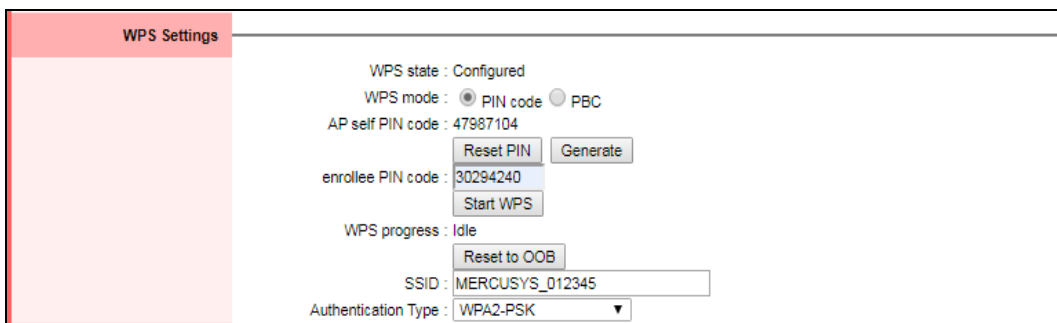 WPS Settings
WPS state : Configured
WPS mode : PIN code PBC
AP self PIN code : 47987104
Reset PIN Generate
enrollee PIN code : 30294240
Start WPS
WPS progress : Idle
Reset to OOB
SSID : MERCUSYS_012345
Authentication Type : WPA2-PSK